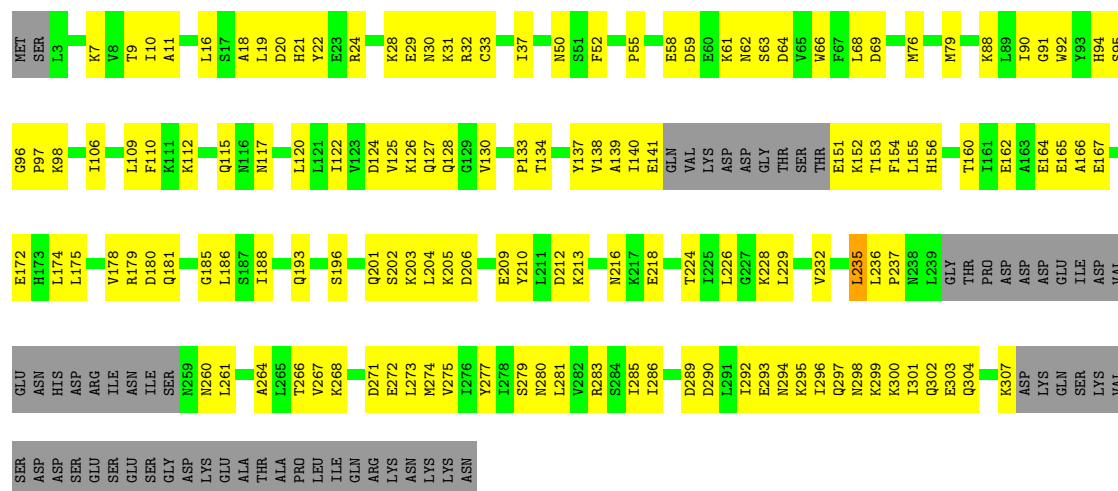 MET SER L3 K7 V8 T9 I10 A11 L16 S17 A18 L19 D20 H21 Y22 E23 R24 K28 E29 N30 K31 R32 C33 I37 N50 S51 F52 P55 E58 D59 E60 K61 N62 S63 D64 V65 W66 F67 L68 D69 M76 M79 K88 L89 I90 G91 W92 Y93 H94 S95
G96 P97 K98 I106 L109 F110 K111 K112 Q115 N116 N117 L120 L121 I122 V123 D124 V125 K126 Q127 Q128 G129 V130 P133 T134 Y137 V138 A139 I140 E141 GLN VAL LYS ASP ASP GLY THR SER THR E151 K152 T153 F154 L155 H156 T160 I161 E162 A163 E164 E165 A166 E167
E172 H173 L174 L175 V178 R179 D180 Q181 G185 L186 S187 I188 Q193 S196 Q201 S202 K203 L204 K205 D206 E209 Y210 L211 D212 K213 N216 K217 E218 T224 I225 L226 G227 K228 L229 V232 L235 L236 P237 N238 L239 GLY THR PRO ASP ASP ASP GLU ILE ASP VAL
GLU ASN HIS ASP ARG ILE ASN ILE SER N259 N260 L261 A264 L265 T266 V267 K268 D271 E272 L273 M274 V275 I276 Y277 I278 S279 N280 L281 V282 R283 S284 I285 I286 D289 D290 L291 I292 E293 N294 K295 I296 Q297 N298 K299 K300 I301 Q302 E303 Q304 K307 ASP LYS GLN SER LYS VAL
SER ASP ASP SER GLU SER GLU SER GLY ASP LYS GLU ALA THR ALA PRO LEU ILE GLN ARG LYS ASN LYS LYS ASN